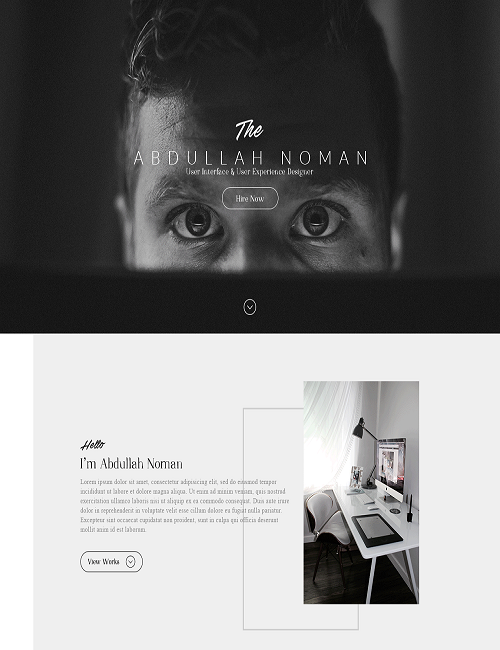 The
ABDULLAH NOMAN
User Interface & User Experience Designer
Hire Now
Hello
I'm Abdullah Noman
Lorem ipsum dolor sit amet, consectetur adipisicing elit, sed do eiusmod tempor
incididunt ut labore et dolore magna aliqua. Ut enim ad minim veniam, quis nostrud
exercitation ullamco laboris nisi ut aliquip ex ea commodo consequat. Duis aute irure
dolor in reprehenderit in voluptate velit esse cillum dolore eu fugiat nulla pariatur.
Excepteur sint occaecat cupidatat non proident, sunt in culpa qui officia deserunt
mollit anim id est laborum.
View Works